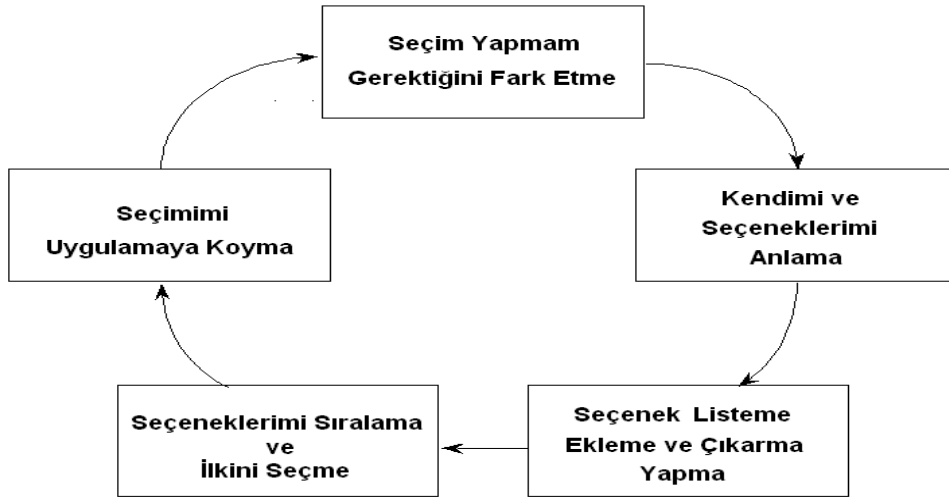 Seçim Yapmam
Gerektiğini Fark Etme
Kendimi ve
Seçeneklerimi
Anlama
Seçenek Listeme
Ekleme ve Çıkarma
Yapma
Seçeneklerimi Sıralama
ve
İlkini Seçme
Seçimimi
Uygulamaya Koyma